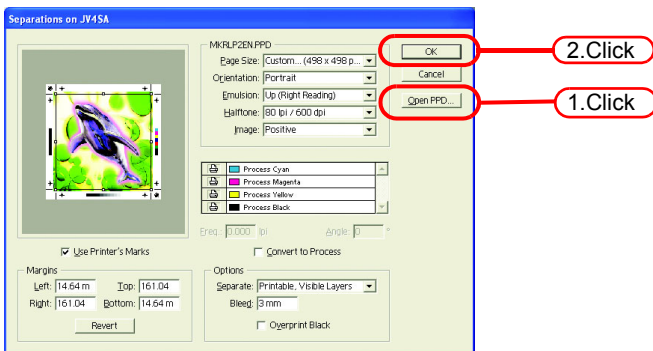 Separations on JV4SA
MKRLP2EN.PPD
Page Size: Custom... (498 x 498 p...
Orientation: Portrait
Emulsion: Up (Right Reading)
Halftone: 80 lpi / 600 dpi
Image: Positive
OK
Cancel
Open PPD...
2.Click
1.Click
Process Cyan
Process Magenta
Process Yellow
Process Black
Freq.: 0.000 lpi Angle: 0 °
Use Printer's Marks
Convert to Process
Margins
Left: 14.64 m Top: 161.04
Right: 161.04 Bottom: 14.64 m
Revert
Options
Separate: Printable, Visible Layers
Bleed: 3 mm
Overprint Black